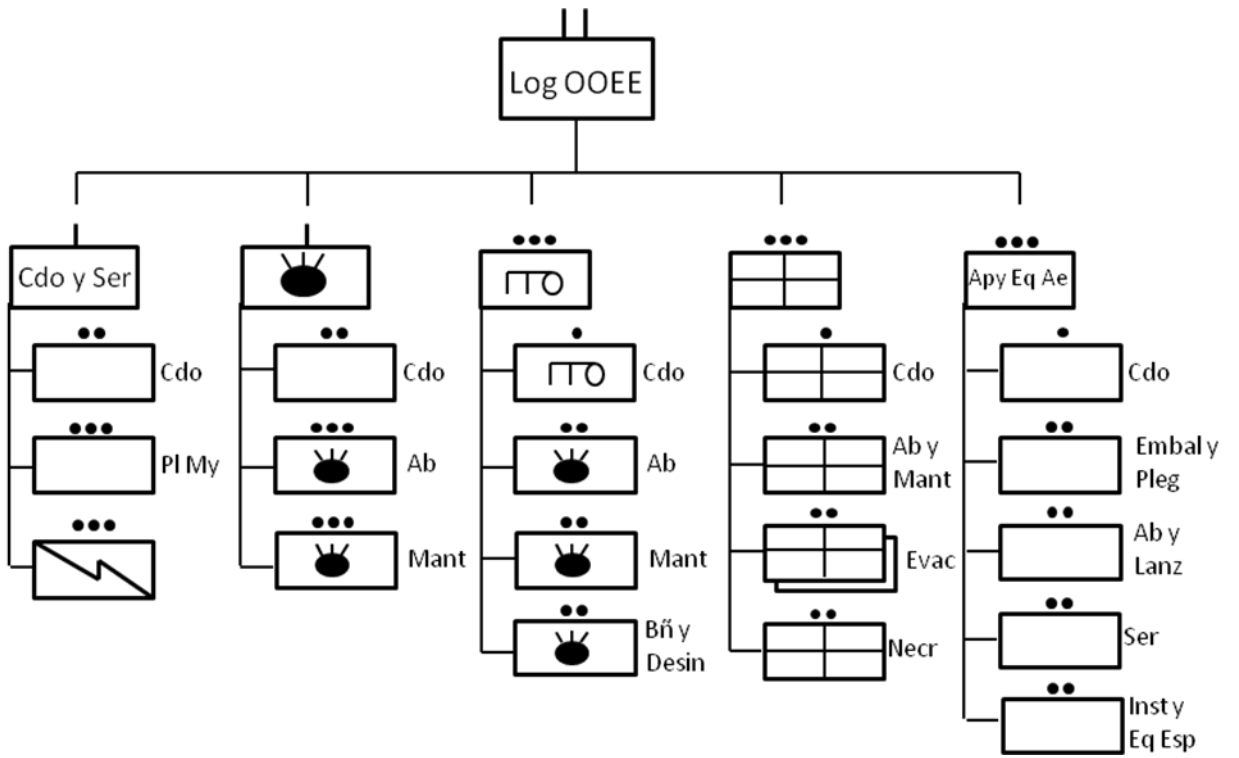 Log OOEE
Cdo y Ser
Cdo
Pl My
Cdo
Ab
Mant
Cdo
Ab
Mant
Bñ y
Desin
Cdo
Ab y
Mant
Evac
Necr
Apy Eq Ae
Cdo
Embal y
Pleg
Ab y
Lanz
Ser
Inst y
Eq Esp